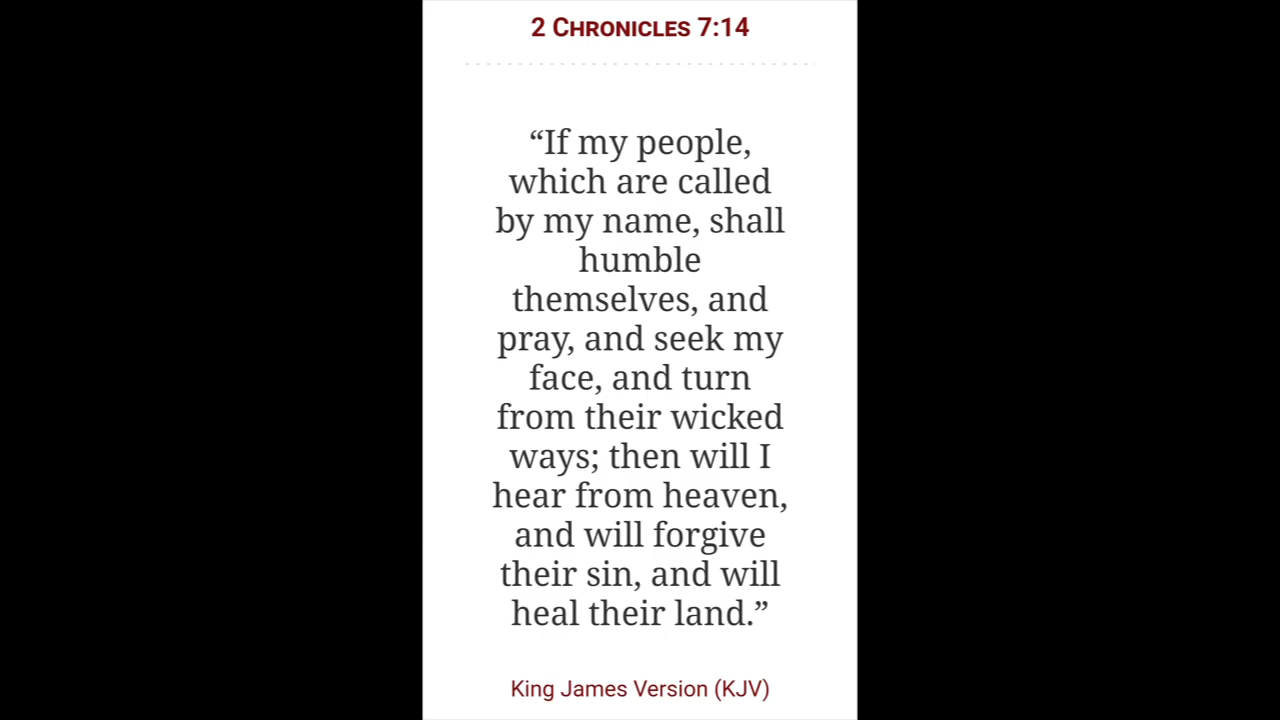 2 Chronicles 7:14
“If my people,
which are called
by my name, shall
humble
themselves, and
pray, and seek my
face, and turn
from their wicked
ways; then will I
hear from heaven,
and will forgive
their sin, and will
heal their land.”
King James Version (KJV)